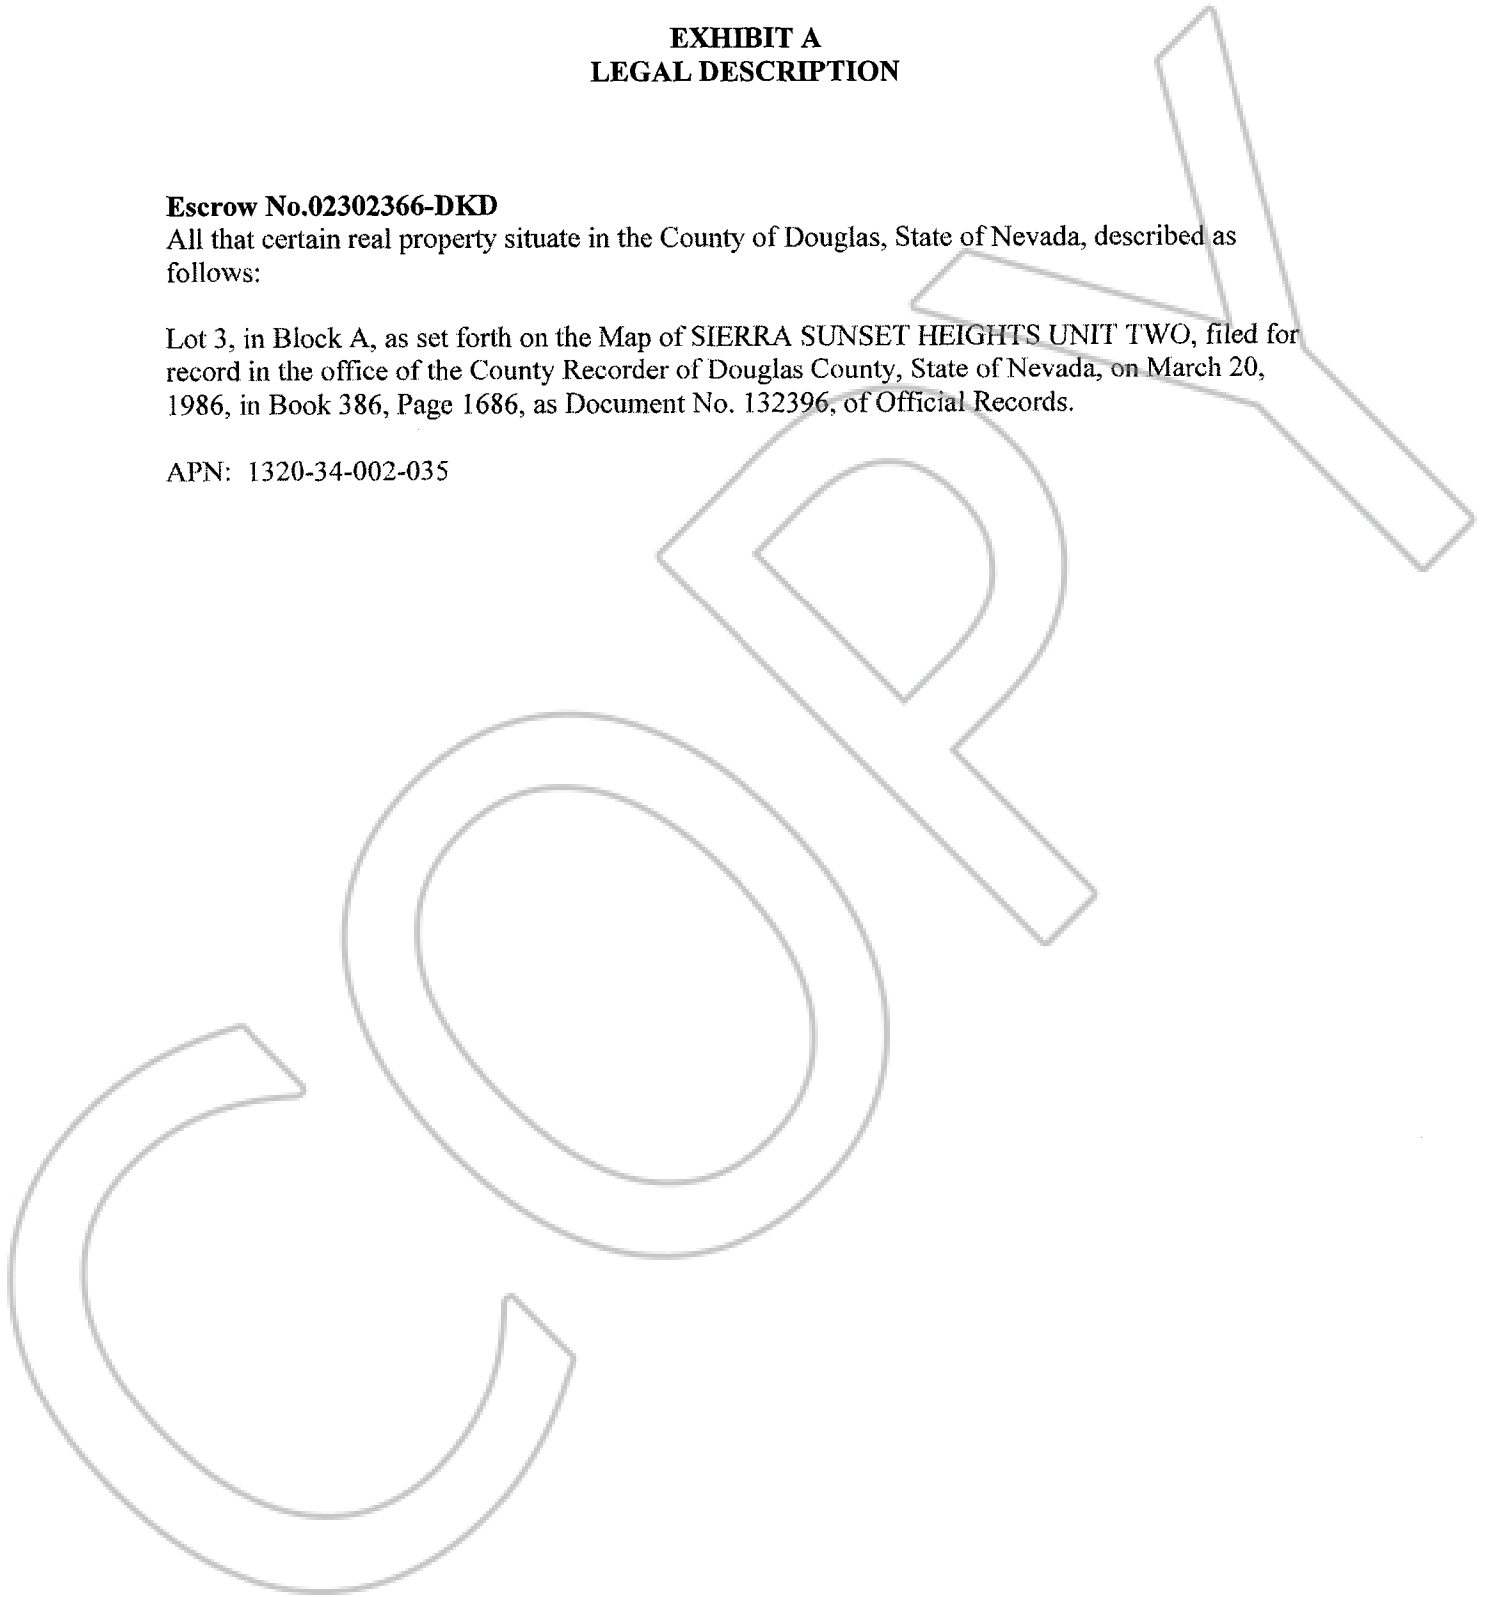 EXHIBIT A
LEGAL DESCRIPTION
Escrow No.02302366-DKD
All that certain real property situate in the County of Douglas, State of Nevada, described as
follows:
Lot 3, in Block A, as set forth on the Map of SIERRA SUNSET HEIGHTS UNIT TWO, filed for
record in the office of the County Recorder of Douglas County, State of Nevada, on March 20,
1986, in Book 386, Page 1686, as Document No. 132396, of Official Records.
APN: 1320-34-002-035
COPY